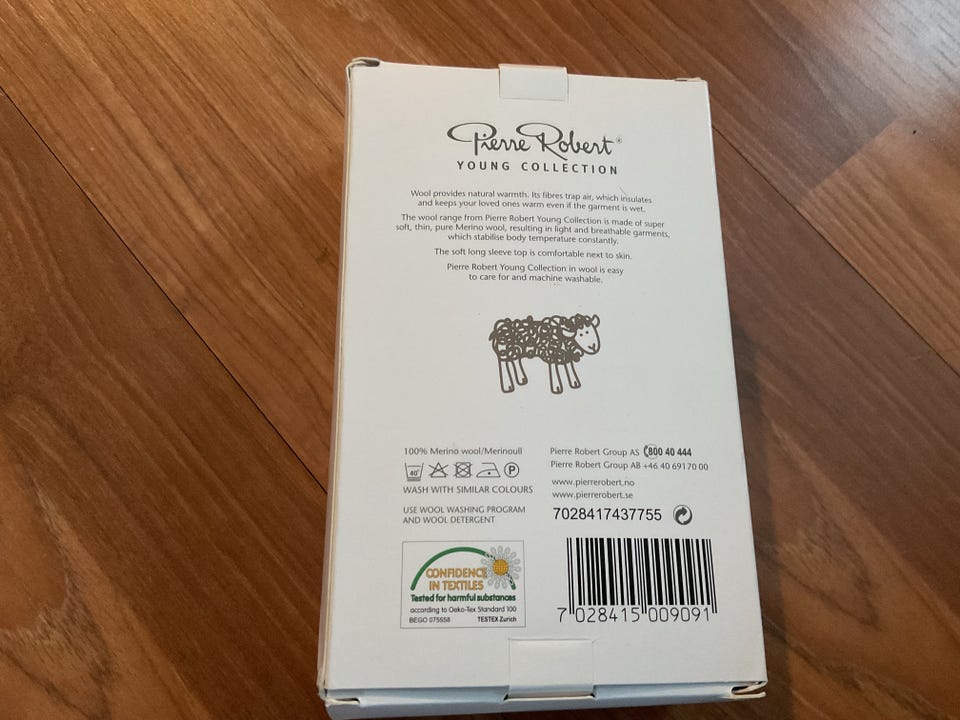 Pierre Robert®
YOUNG COLLECTION
Wool provides natural warmth. Its fibres trap air, which insulates
and keeps your loved ones warm even if the garment is wet.
The wool range from Pierre Robert Young Collection is made of super
soft, thin, pure Merino wool, resulting in light and breathable garments,
which stabilise body temperature constantly.
The soft long sleeve top is comfortable next to skin.
Pierre Robert Young Collection in wool is easy
to care for and machine washable.
100% Merino wool/Merinoull
40°
P
WASH WITH SIMILAR COLOURS
USE WOOL WASHING PROGRAM
AND WOOL DETERGENT
Pierre Robert Group AS 800 40 444
Pierre Robert Group AB +46 40 691 70 00
www.pierrerobert.no
www.pierrerobert.se
7028417437755
CONFIDENCE
IN TEXTILES
Tested for harmful substances
according to Oeko-Tex Standard 100
BEGO 075558 TESTEX Zurich
7 028415 009091